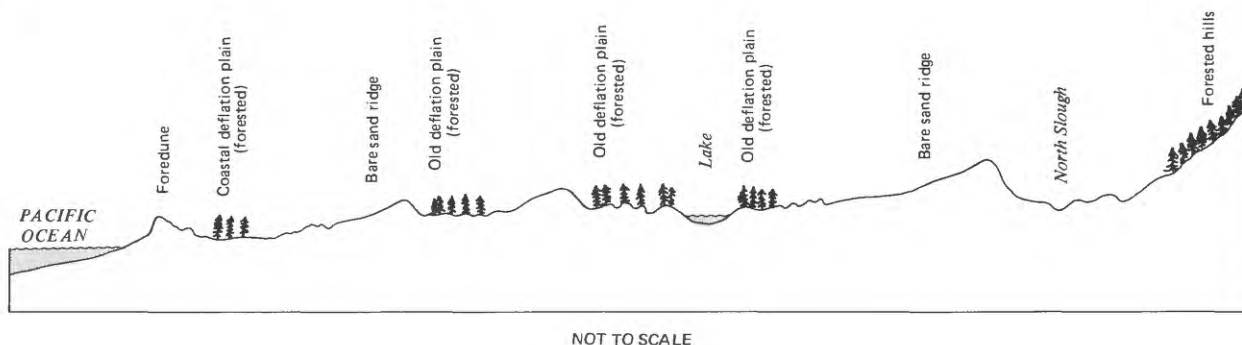 PACIFIC
OCEAN
Foredune
Coastal deflation plain
(forested)
Bare sand ridge
Old deflation plain
(forested)
Old deflation plain
(forested)
Lake
Old deflation plain
(forested)
Bare sand ridge
North Slough
Forested hills
NOT TO SCALE